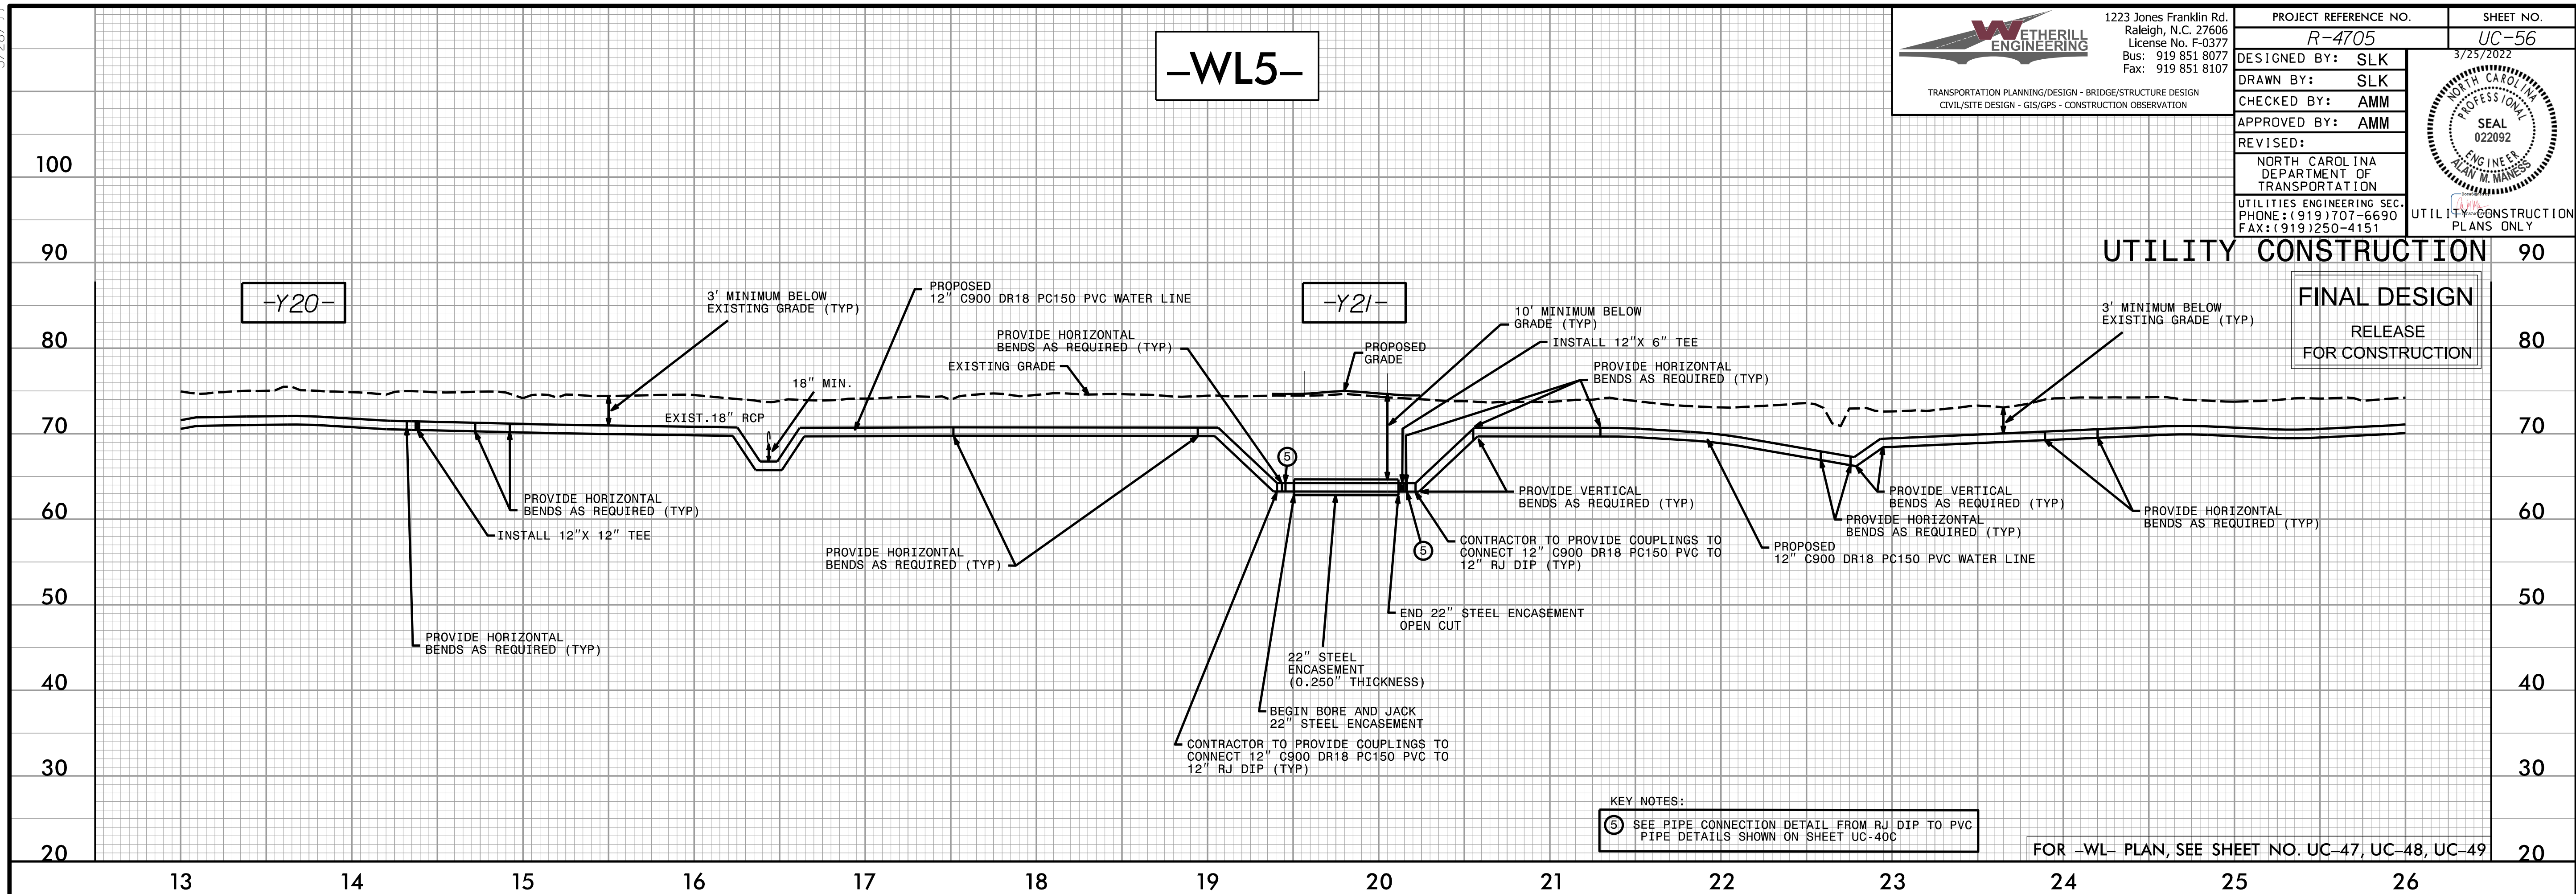 -WL5-
WETHERILL
ENGINEERING
1223 Jones Franklin Rd.
Raleigh, N.C. 27606
License No. F-0377
Bus: 919 851 8077
Fax: 919 851 8107
TRANSPORTATION PLANNING/DESIGN - BRIDGE/STRUCTURE DESIGN
CIVIL/SITE DESIGN - GIS/GPS - CONSTRUCTION OBSERVATION
PROJECT REFERENCE NO.
SHEET NO.
R-4705
UC-56
DESIGNED BY: SLK
DRAWN BY: SLK
CHECKED BY: AMM
APPROVED BY: AMM
REVISED:
NORTH CAROLINA
DEPARTMENT OF
TRANSPORTATION
UTILITIES ENGINEERING SEC.
PHONE:(919)707-6690
FAX:(919)250-4151
3/25/2022
NORTH CAROLINA
PROFESSIONAL
SEAL
022092
ENGINEER
ALAN M. MANESS
UTILITY CONSTRUCTION
PLANS ONLY
UTILITY CONSTRUCTION
FINAL DESIGN
RELEASE
FOR CONSTRUCTION
100
90
80
70
60
50
40
30
20
90
80
70
60
50
40
30
20
-Y20-
3' MINIMUM BELOW
EXISTING GRADE (TYP)
PROPOSED
12" C900 DR18 PC150 PVC WATER LINE
PROVIDE HORIZONTAL
BENDS AS REQUIRED (TYP)
EXISTING GRADE
-Y21-
PROPOSED
GRADE
10' MINIMUM BELOW
GRADE (TYP)
INSTALL 12"X 6" TEE
PROVIDE HORIZONTAL
BENDS AS REQUIRED (TYP)
3' MINIMUM BELOW
EXISTING GRADE (TYP)
18" MIN.
EXIST.18" RCP
5
PROVIDE HORIZONTAL
BENDS AS REQUIRED (TYP)
INSTALL 12"X 12" TEE
PROVIDE HORIZONTAL
BENDS AS REQUIRED (TYP)
PROVIDE HORIZONTAL
BENDS AS REQUIRED (TYP)
PROVIDE VERTICAL
BENDS AS REQUIRED (TYP)
CONTRACTOR TO PROVIDE COUPLINGS TO
CONNECT 12" C900 DR18 PC150 PVC TO
12" RJ DIP (TYP)
5
PROVIDE VERTICAL
BENDS AS REQUIRED (TYP)
PROVIDE HORIZONTAL
BENDS AS REQUIRED (TYP)
PROPOSED
12" C900 DR18 PC150 PVC WATER LINE
PROVIDE HORIZONTAL
BENDS AS REQUIRED (TYP)
END 22" STEEL ENCASEMENT
OPEN CUT
22" STEEL
ENCASEMENT
(0.250" THICKNESS)
BEGIN BORE AND JACK
22" STEEL ENCASEMENT
CONTRACTOR TO PROVIDE COUPLINGS TO
CONNECT 12" C900 DR18 PC150 PVC TO
12" RJ DIP (TYP)
KEY NOTES:
5 SEE PIPE CONNECTION DETAIL FROM RJ DIP TO PVC
PIPE DETAILS SHOWN ON SHEET UC-40C
FOR -WL- PLAN, SEE SHEET NO. UC-47, UC-48, UC-49
13 14 15 16 17 18 19 20 21 22 23 24 25 26